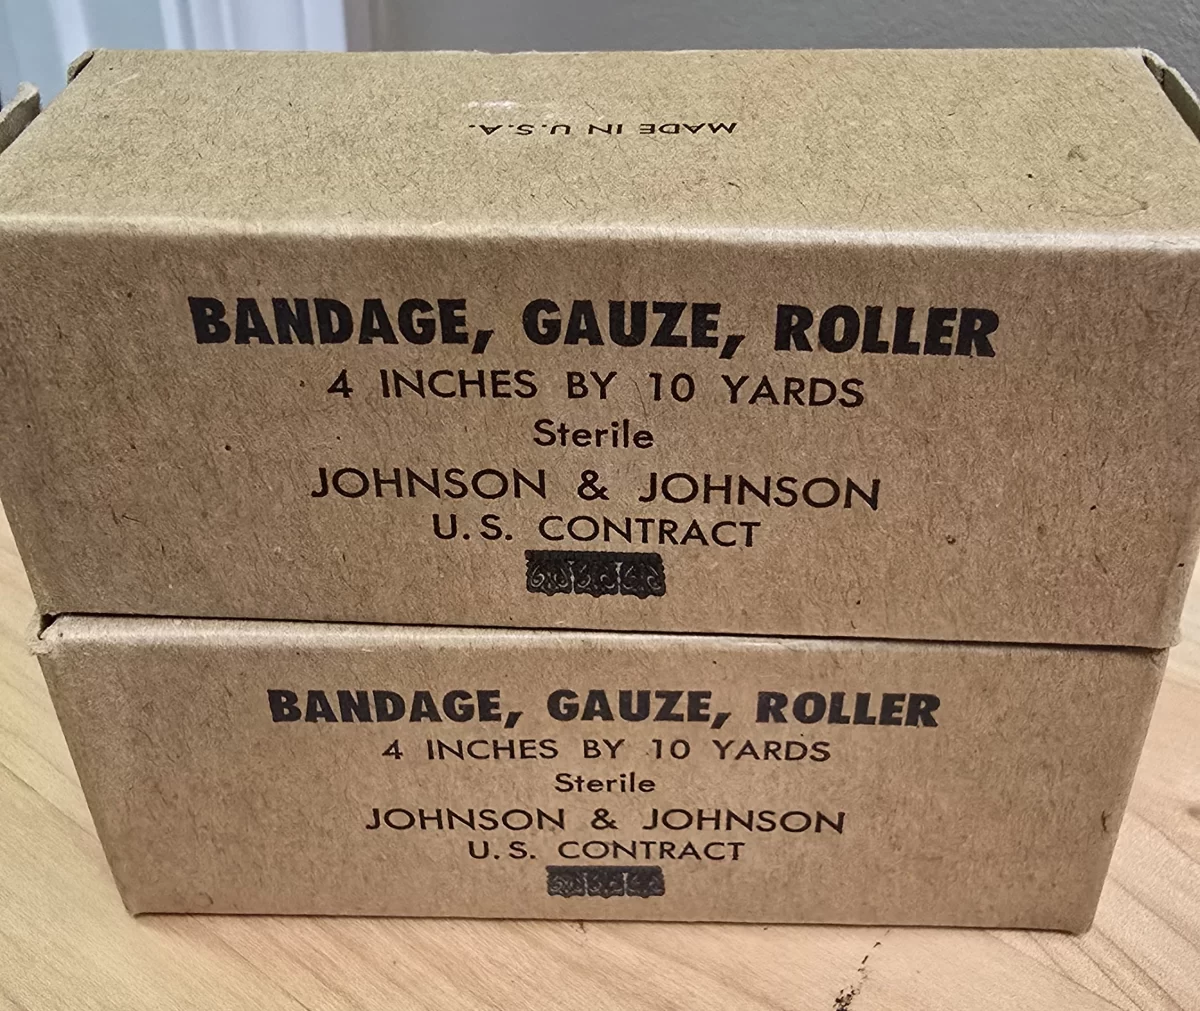 MADE IN U.S.A.
BANDAGE, GAUZE, ROLLER
4 INCHES BY 10 YARDS
Sterile
JOHNSON & JOHNSON
U.S. CONTRACT
BANDAGE, GAUZE, ROLLER
4 INCHES BY 10 YARDS
Sterile
JOHNSON & JOHNSON
U.S. CONTRACT